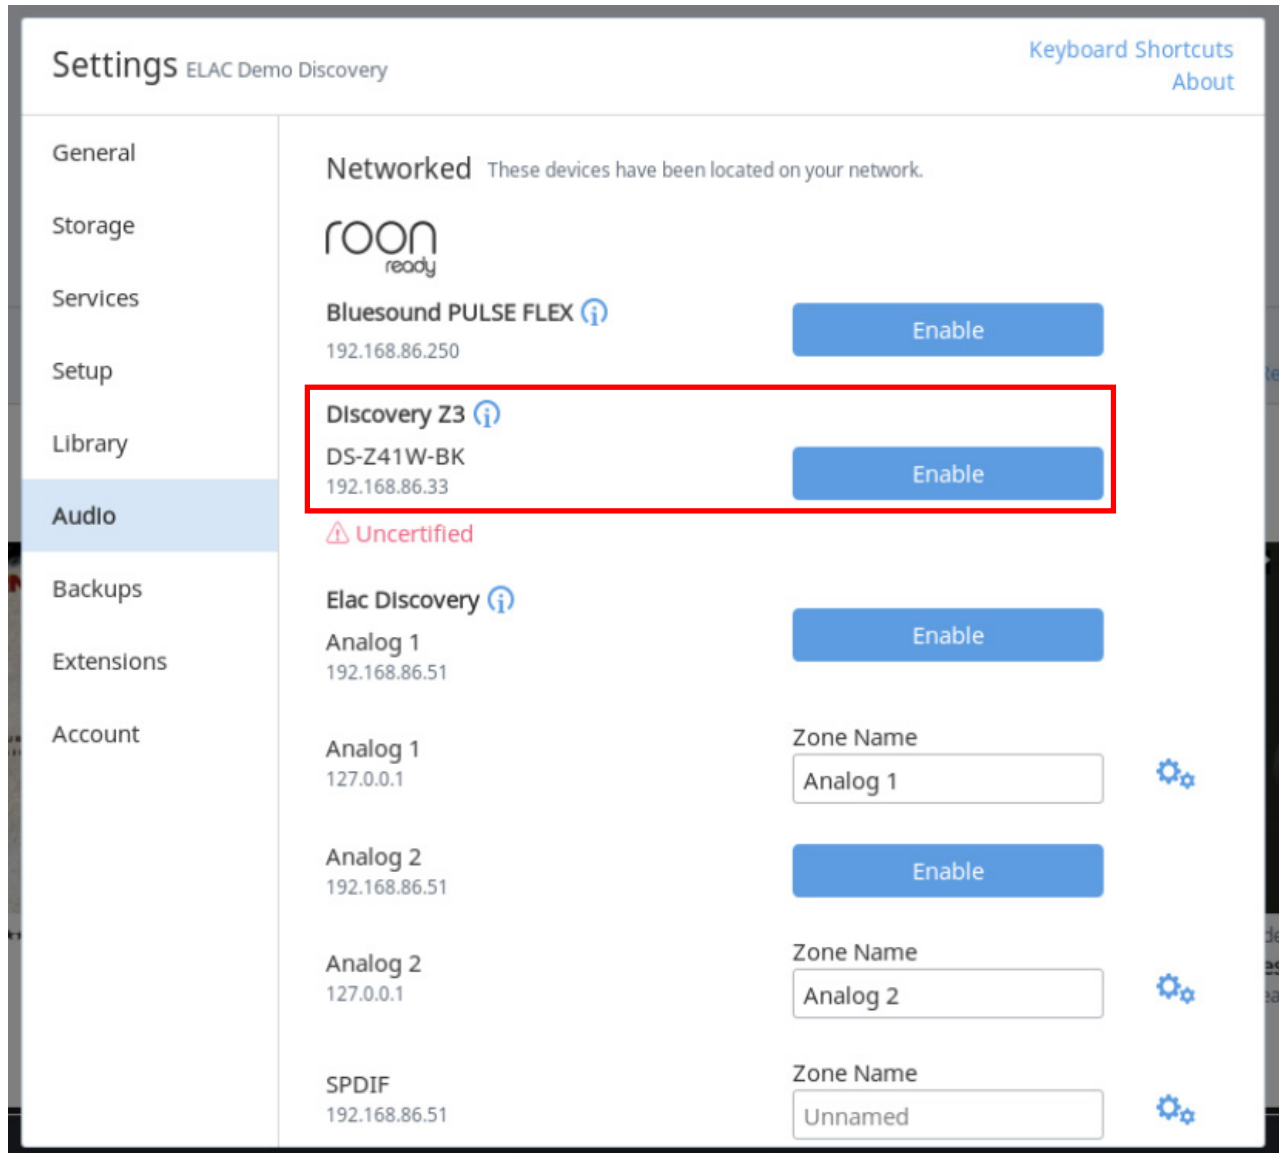 Settings ELAC Demo Discovery
Keyboard Shortcuts
About
General
Storage
Services
Setup
Library
Audio
Backups
Extensions
Account
Networked These devices have been located on your network.
roon
ready
Bluesound PULSE FLEX
192.168.86.250
Enable
Discovery Z3
DS-Z41W-BK
192.168.86.33
Enable
Uncertified
Elac Discovery
Analog 1
192.168.86.51
Enable
Analog 1
127.0.0.1
Zone Name
Analog 1
Analog 2
192.168.86.51
Enable
Analog 2
127.0.0.1
Zone Name
Analog 2
SPDIF
192.168.86.51
Zone Name
Unnamed